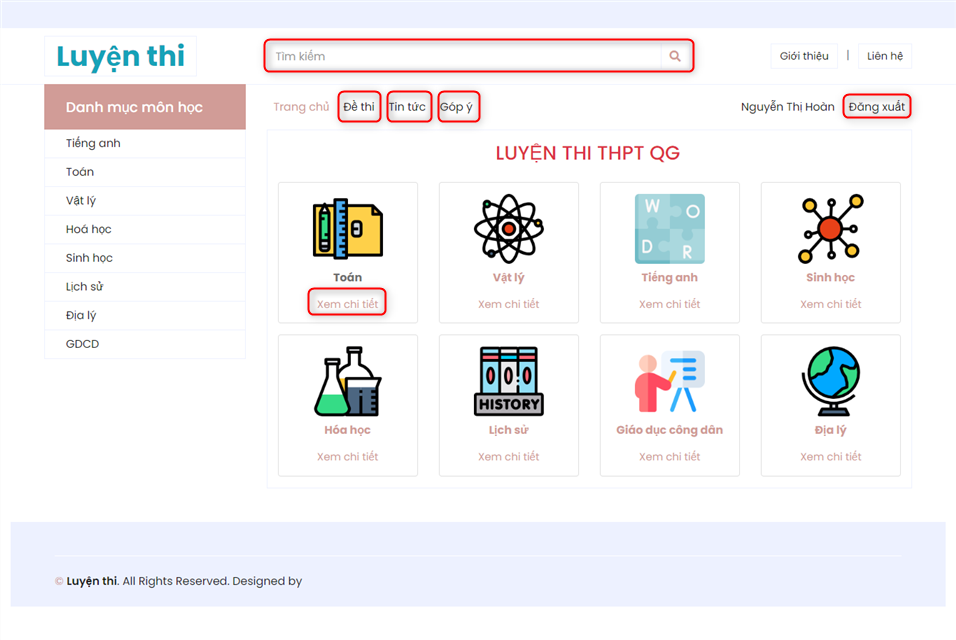 Luyện thi
Tìm kiếm
Giới thiệu | Liên hệ
Danh mục môn học
Trang chủ Đề thi Tin tức Góp ý Nguyễn Thị Hoàn Đăng xuất
Tiếng anh
Toán
Vật lý
Hoá học
Sinh học
Lịch sử
Địa lý
GDCD
LUYỆN THI THPT QG
W O
D R
Toán Vật lý Tiếng anh Sinh học
Xem chi tiết Xem chi tiết Xem chi tiết Xem chi tiết
HISTORY
Hóa học Lịch sử Giáo dục công dân Địa lý
Xem chi tiết Xem chi tiết Xem chi tiết Xem chi tiết
© Luyện thi. All Rights Reserved. Designed by